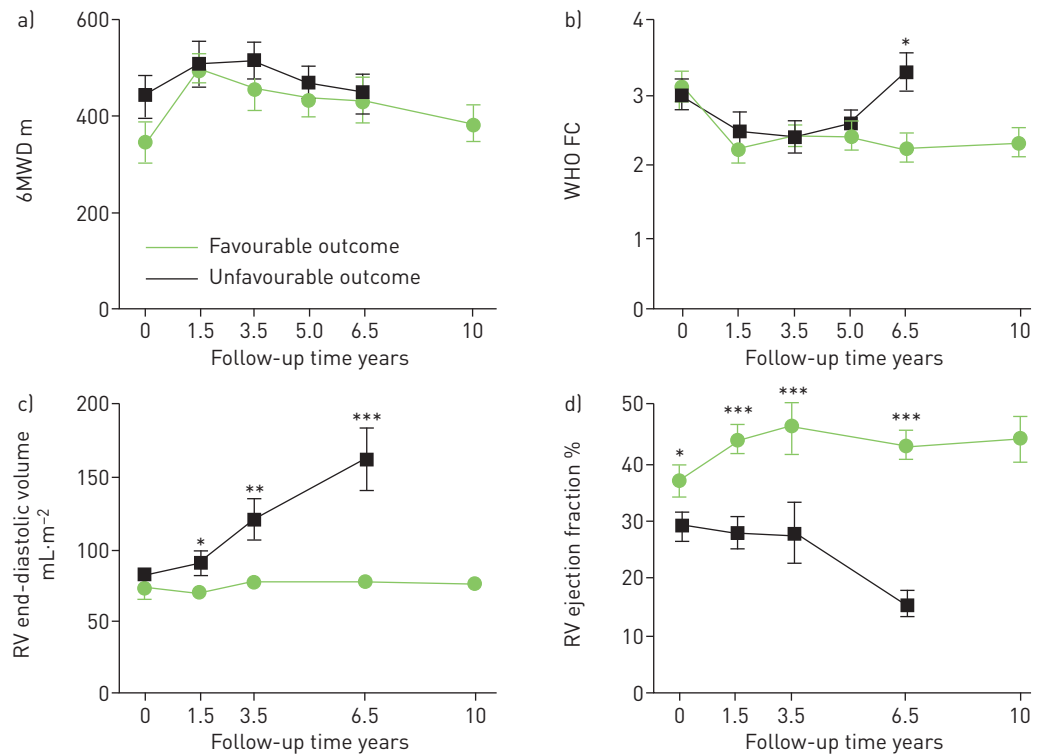 a)
600
400
200
0
6MWD m
Favourable outcome
Unfavourable outcome
0 1.5 3.5 5.0 6.5 10
Follow-up time years
b)
4
3
2
1
0
WHO FC
*
0 1.5 3.5 5.0 6.5 10
Follow-up time years
c)
200
150
100
50
0
RV end-diastolic volume
mL·m−2
* ** ***
0 1.5 3.5 6.5 10
Follow-up time years
d)
50
40
30
20
10
0
RV ejection fraction %
* *** *** ***
0 1.5 3.5 6.5 10
Follow-up time years